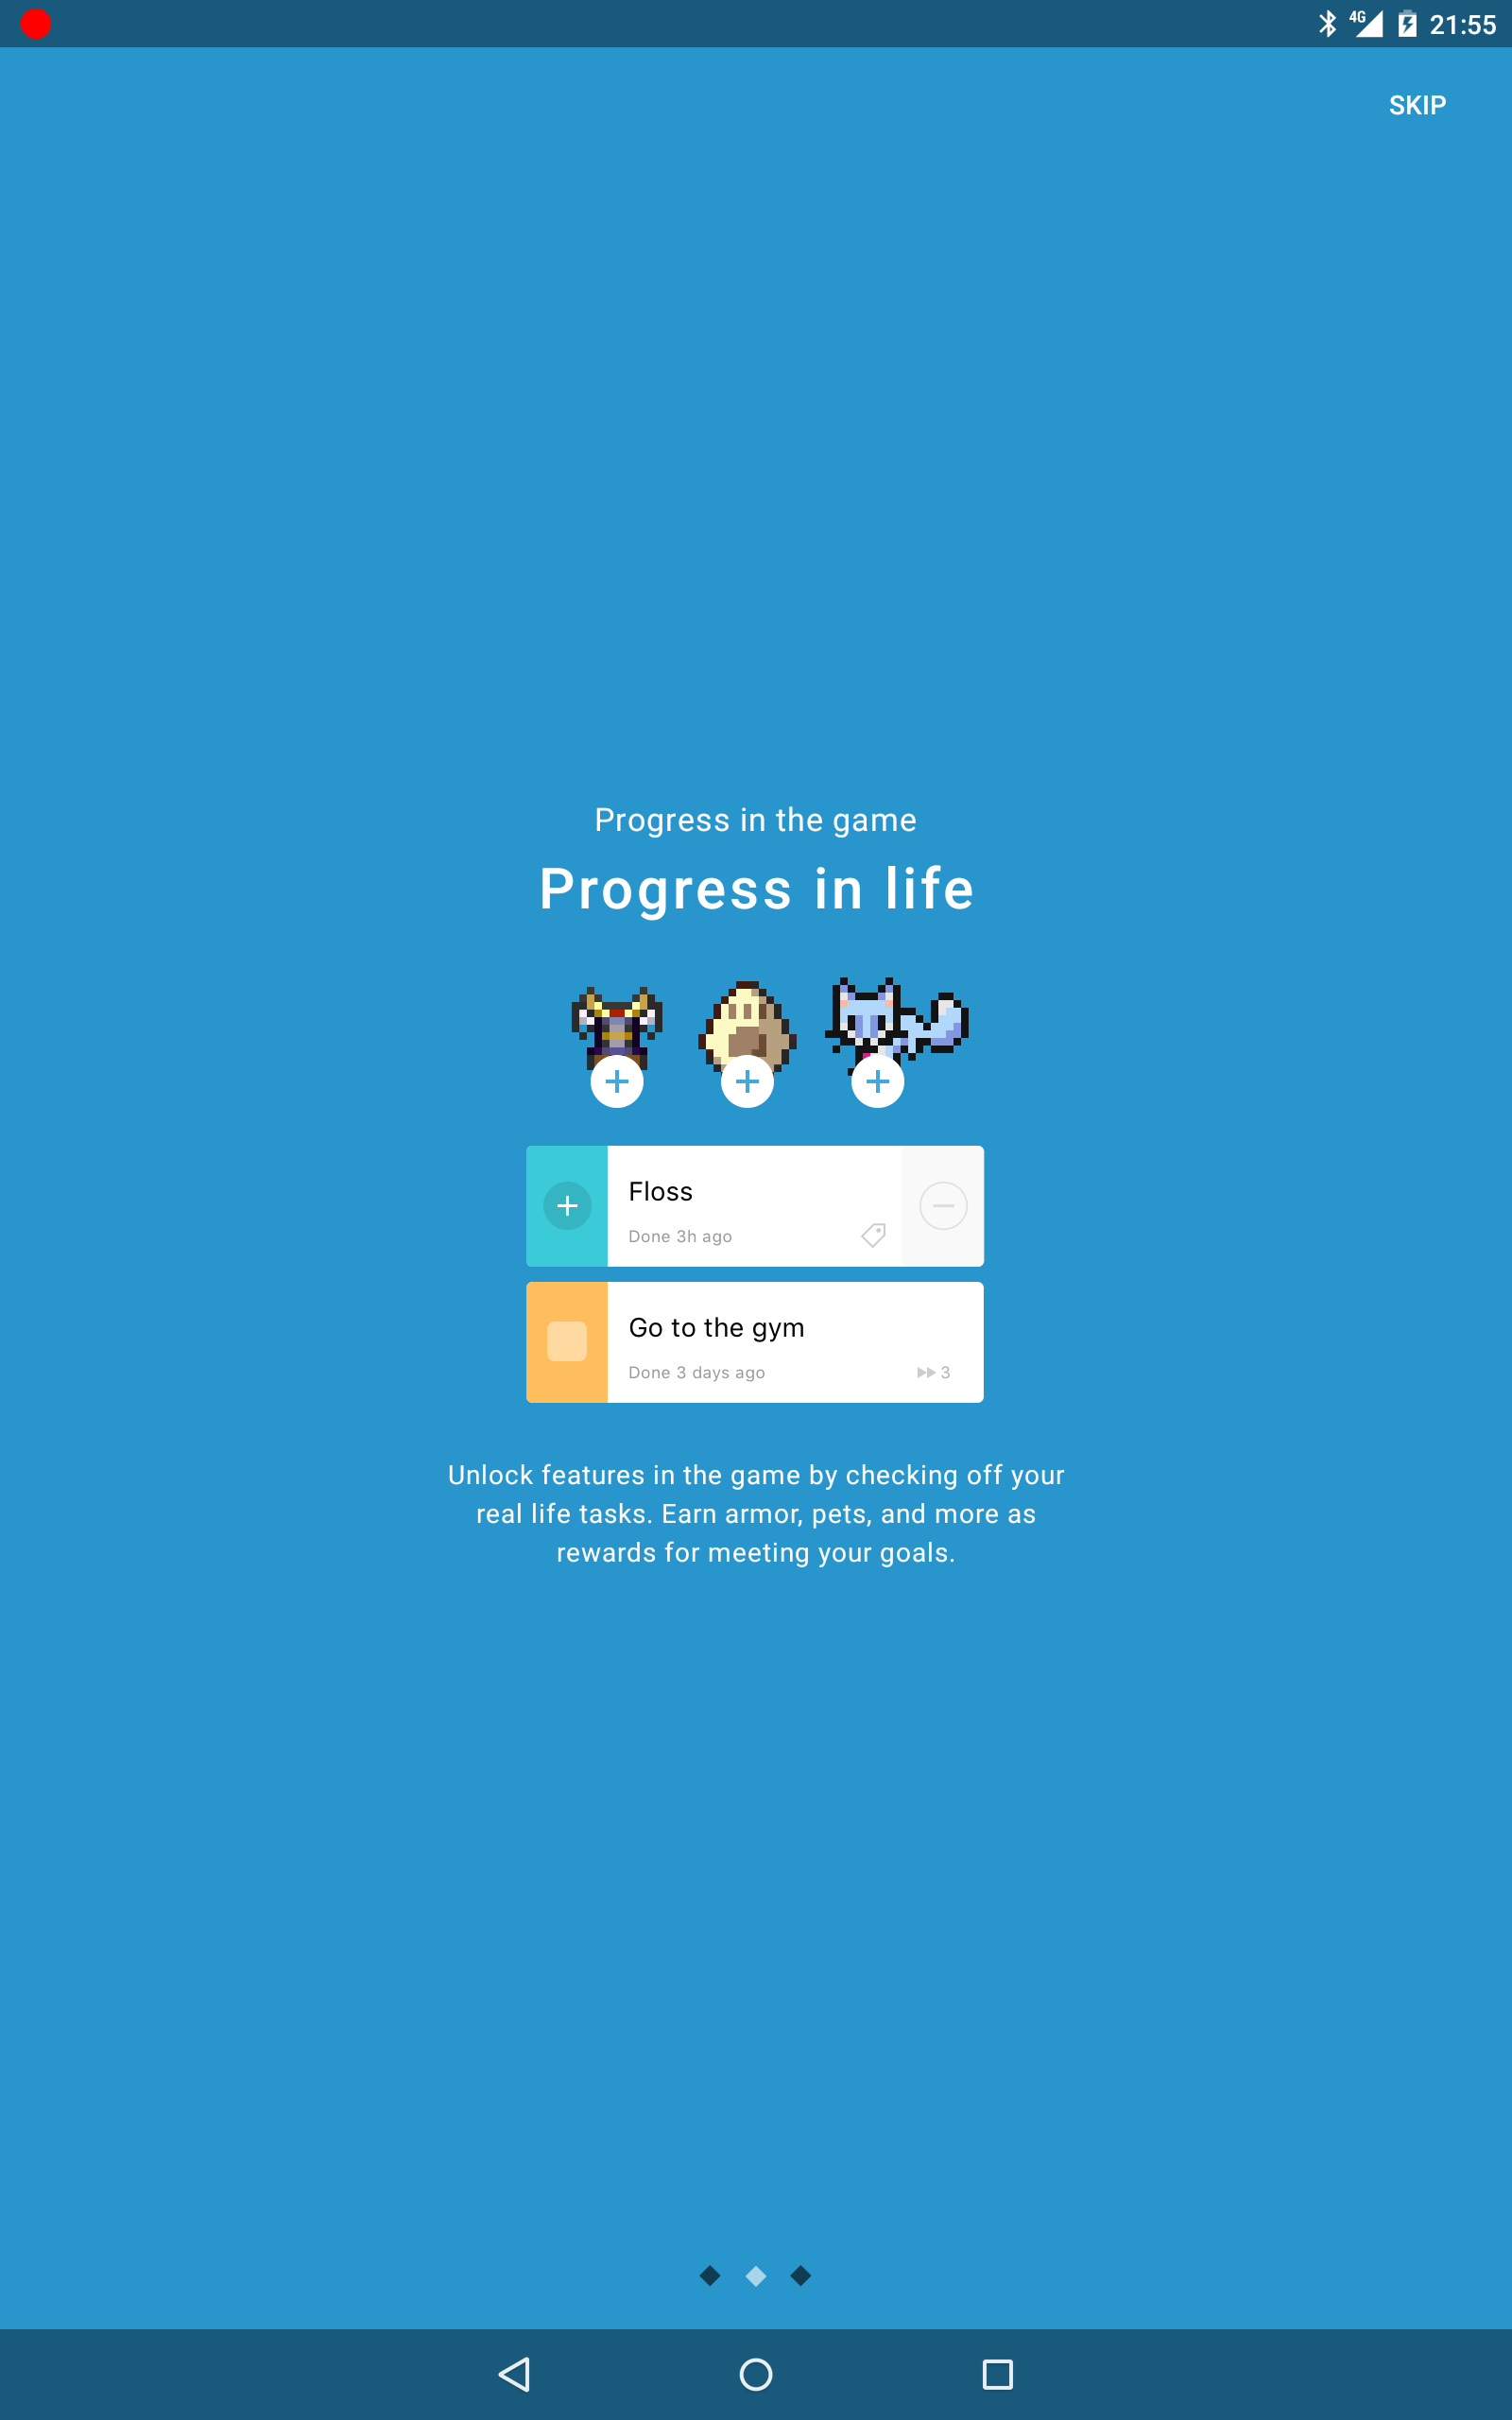 4G 21:55
SKIP
Progress in the game
Progress in life
Floss
Done 3h ago
Go to the gym
Done 3 days ago 3
Unlock features in the game by checking off your
real life tasks. Earn armor, pets, and more as
rewards for meeting your goals.